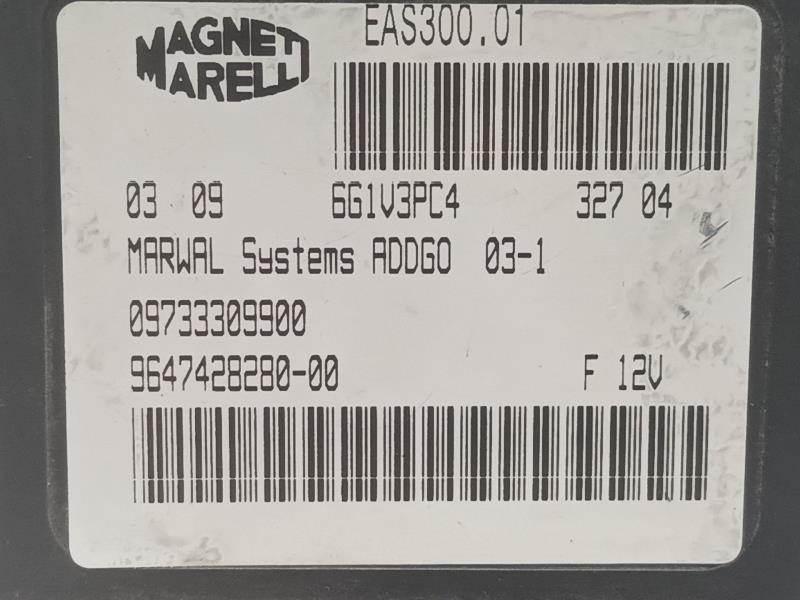 MAGNETI
MARELLI
EAS300.01
03 09 6G1V3PC4 327 04
MARWAL Systems ADDGO 03-1
09733309900
9647428280-00 F 12V